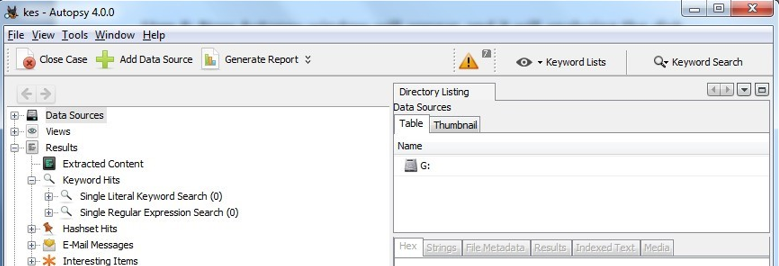 kes - Autopsy 4.0.0
File View Tools Window Help
Close Case Add Data Source Generate Report 7 Keyword Lists Keyword Search
Directory Listing
Data Sources
Table Thumbnail
Name
G:
Data Sources
Views
Results
Extracted Content
Keyword Hits
Single Literal Keyword Search (0)
Single Regular Expression Search (0)
Hashset Hits
E-Mail Messages
Interesting Items
Hex Strings File Metadata Results Indexed Text Media